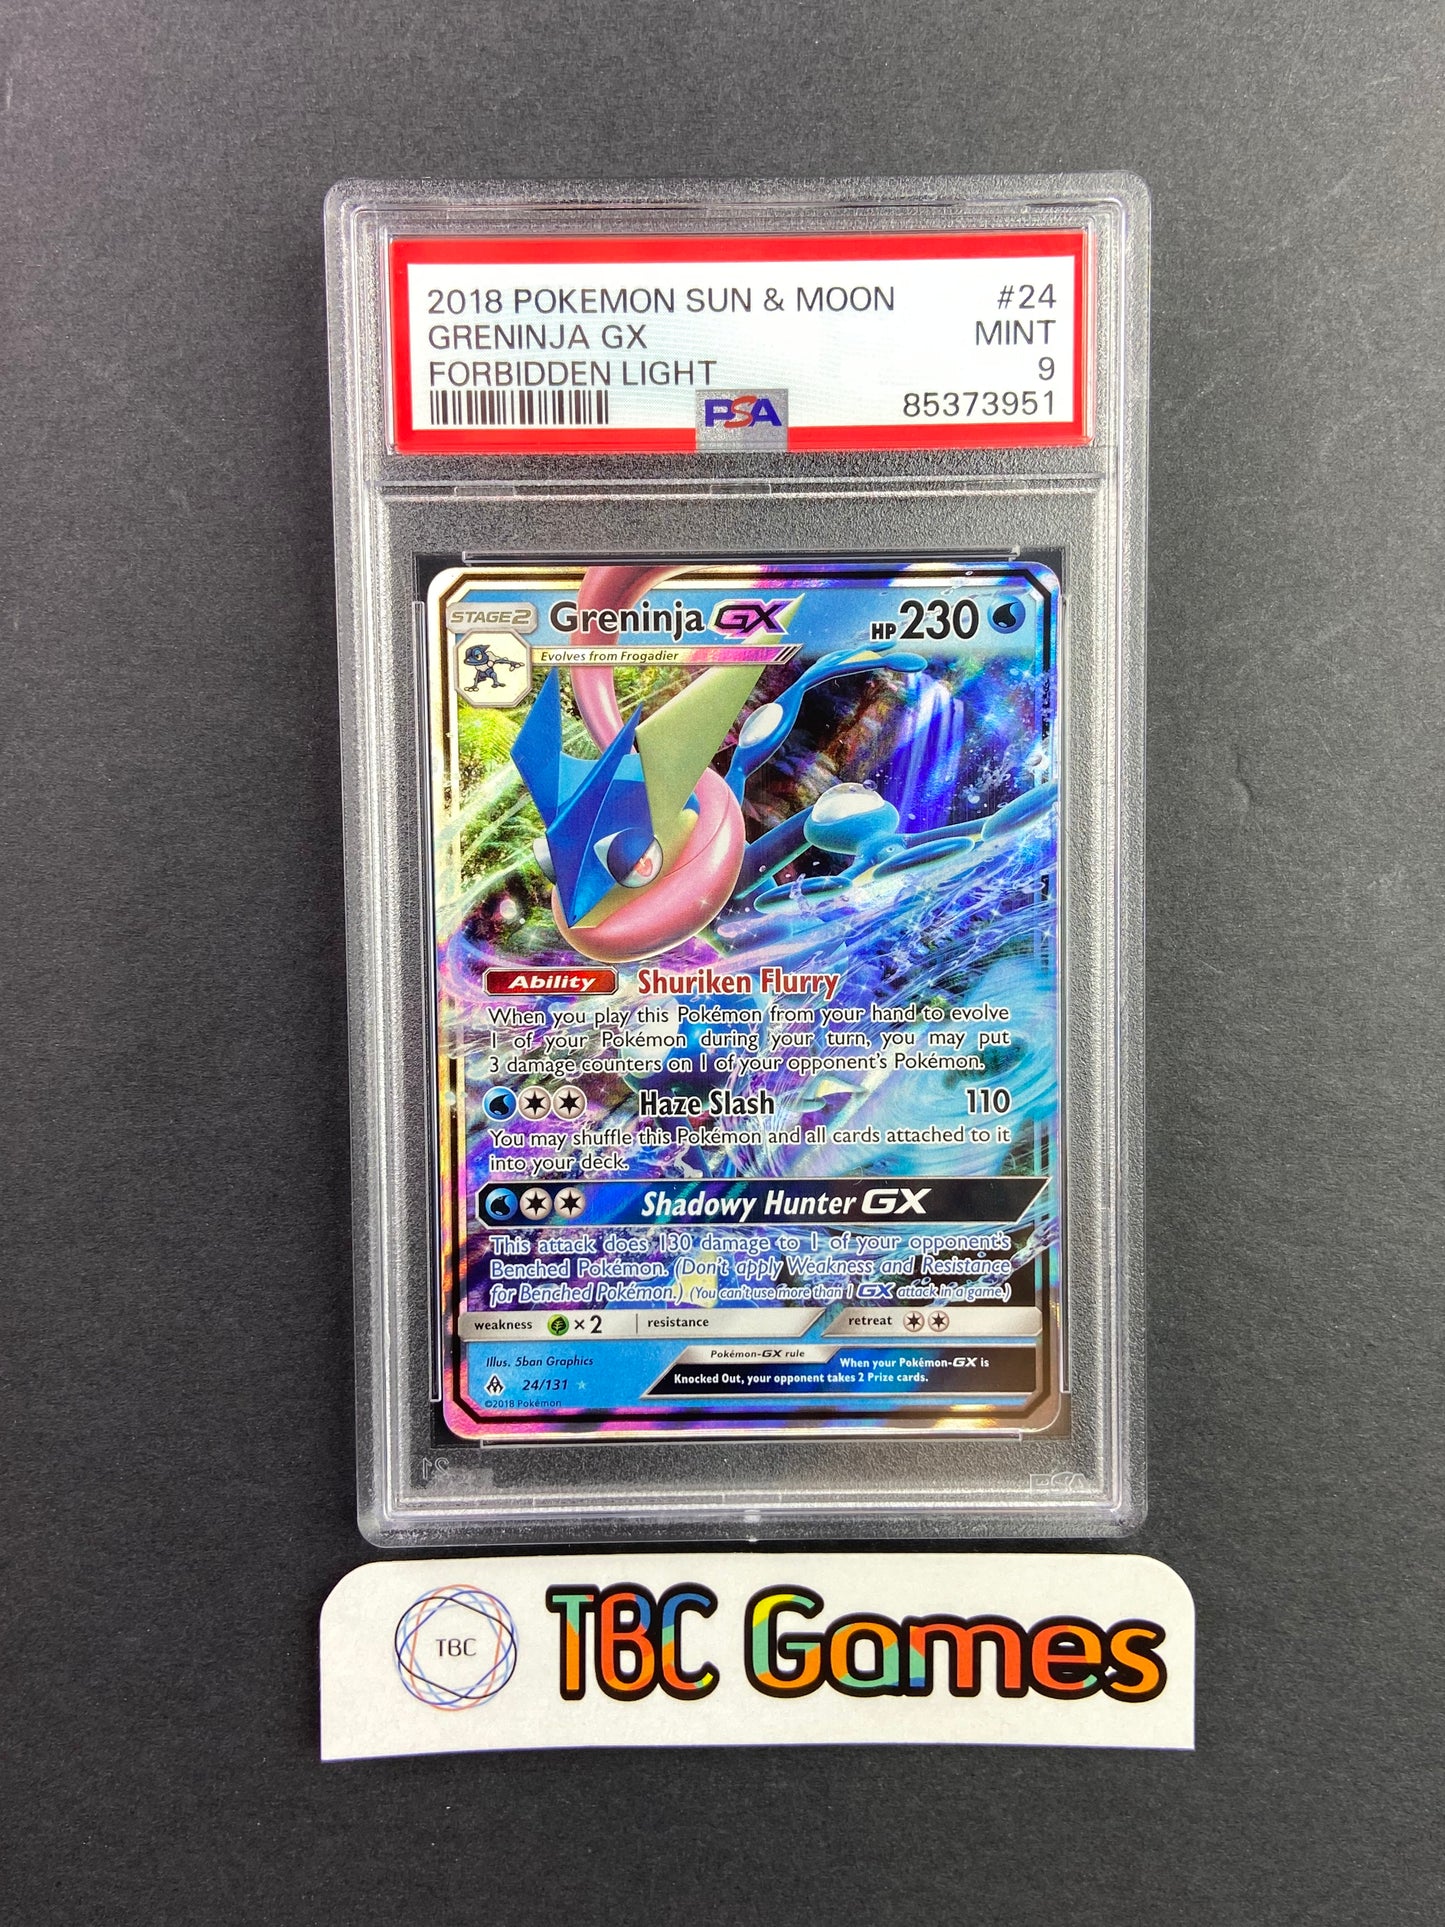 2018 POKEMON SUN & MOON #24
GRENINJA GX MINT
FORBIDDEN LIGHT 9
PSA 85373951
STAGE 2 Greninja GX HP 230
Evolves from Frogadier
Ability Shuriken Flurry
When you play this Pokémon from your hand to evolve
1 of your Pokémon during your turn, you may put
3 damage counters on 1 of your opponent's Pokémon.
Haze Slash 110
You may shuffle this Pokémon and all cards attached to it
into your deck.
Shadowy Hunter GX
This attack does 130 damage to 1 of your opponent's
Benched Pokémon. (Don't apply Weakness and Resistance
for Benched Pokémon.) (You can't use more than 1 GX attack in a game.)
weakness ×2 resistance retreat
Illus. 5ban Graphics
Pokémon-GX rule
When your Pokémon-GX is
Knocked Out, your opponent takes 2 Prize cards.
24/131
©2018 Pokémon
TBC TBC Games